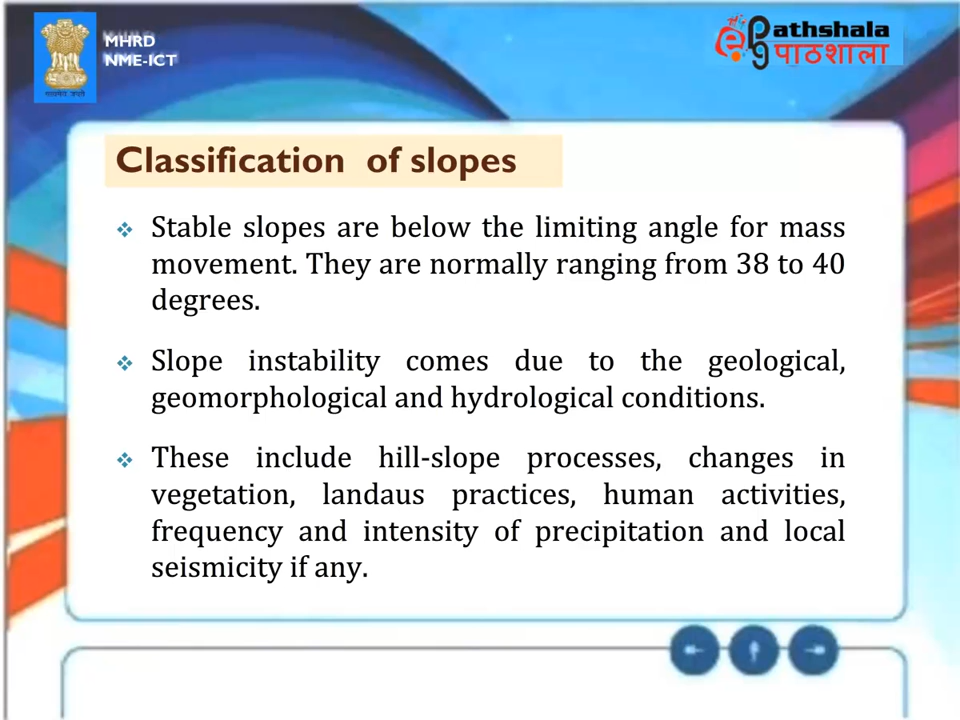 MHRD
NME-ICT
epg Pathshala
पाठशाला
Classification of slopes
Stable slopes are below the limiting angle for mass
movement. They are normally ranging from 38 to 40
degrees.
Slope instability comes due to the geological,
geomorphological and hydrological conditions.
These include hill-slope processes, changes in
vegetation, landaus practices, human activities,
frequency and intensity of precipitation and local
seismicity if any.